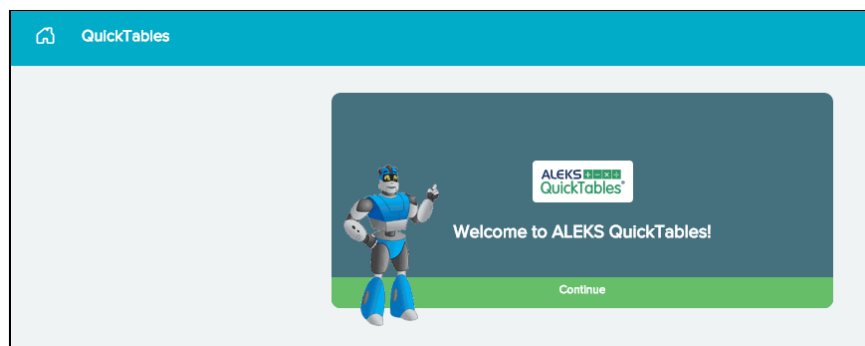 QuickTables
ALEKS + - × ÷
QuickTables®
Welcome to ALEKS QuickTables!
Continue